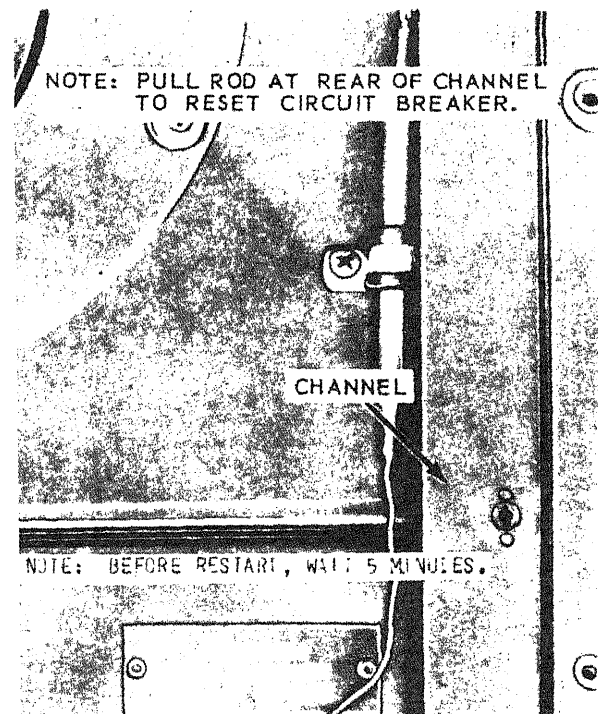 NOTE: PULL ROD AT REAR OF CHANNEL
TO RESET CIRCUIT BREAKER.
CHANNEL
NOTE: BEFORE RESTART, WAIT 5 MINUTES.